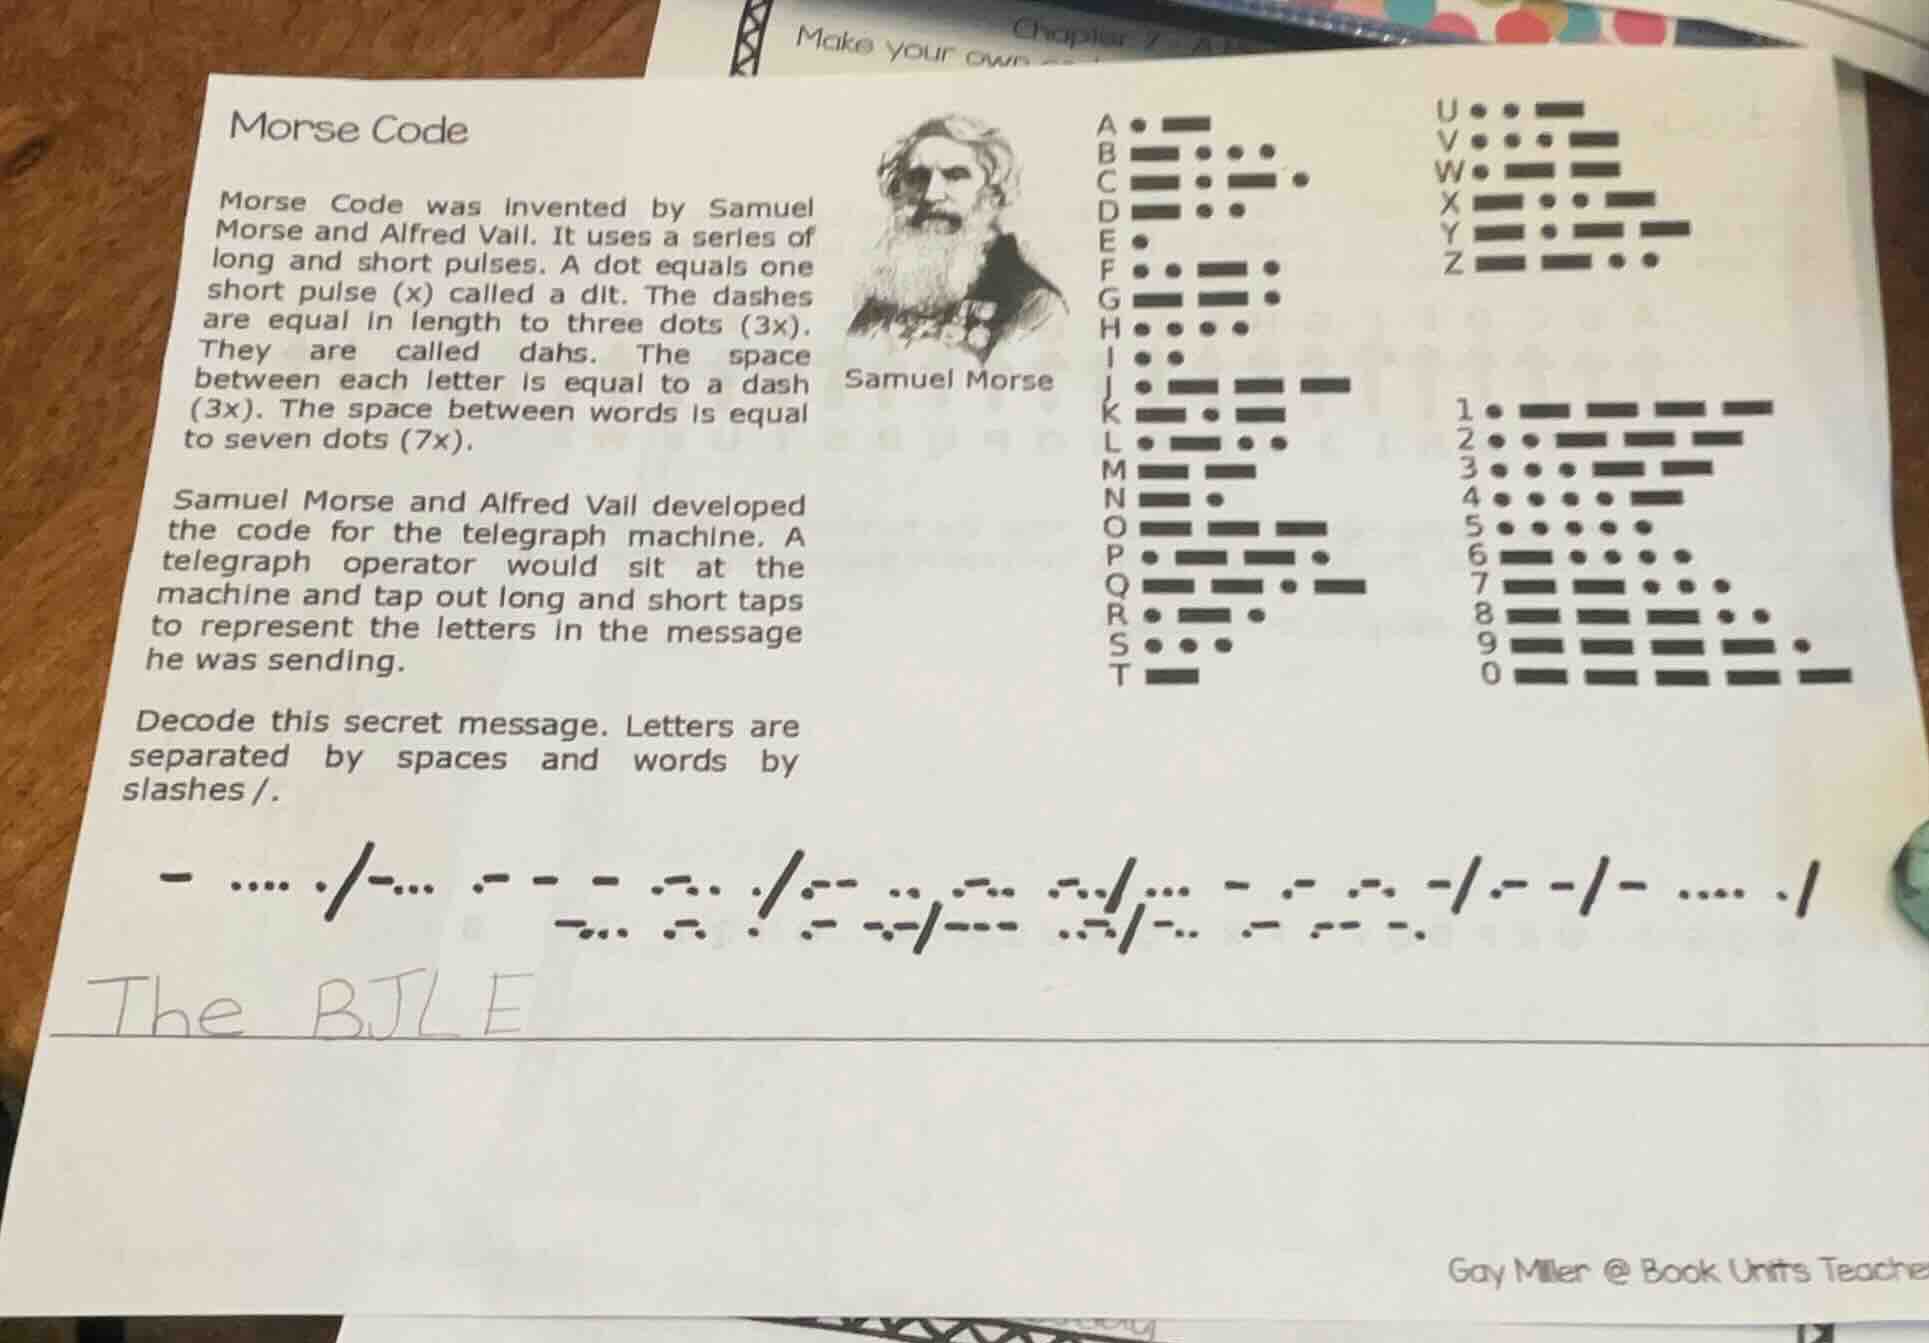 Chapter 7
Make your own
Morse Code
Morse Code was invented by Samuel
Morse and Alfred Vail. It uses a series of
long and short pulses. A dot equals one
short pulse (x) called a dit. The dashes
are equal in length to three dots (3x).
They are called dahs. The space
between each letter is equal to a dash
(3x). The space between words is equal
to seven dots (7x).
Samuel Morse and Alfred Vail developed
the code for the telegraph machine. A
telegraph operator would sit at the
machine and tap out long and short taps
to represent the letters in the message
he was sending.
Decode this secret message. Letters are
separated by spaces and words by
slashes /.
Samuel Morse
A • —
B — • • •
C — • — •
D — • •
E •
F • • — •
G — — •
H • • • •
I • •
J • — — —
K — • —
L • — • •
M — —
N — •
O — — —
P • — — •
Q — — • —
R • — •
S • • •
T —
U • • —
V • • • —
W • — —
X — • • —
Y — • — —
Z — — • •
1 • — — — —
2 • • — — —
3 • • • — —
4 • • • • —
5 • • • • •
6 — • • • •
7 — — • • •
8 — — — • •
9 — — — — •
0 — — — — —
- .... ./-... .- - - .-.. ./.-- .. .-.. .-../... - .- .-. -/.- -/- .... ./
-... .-. . .- -.-/--- ..-./-.. .- .-- -.
The BJLE
Gay Miller @ Book Units Teache